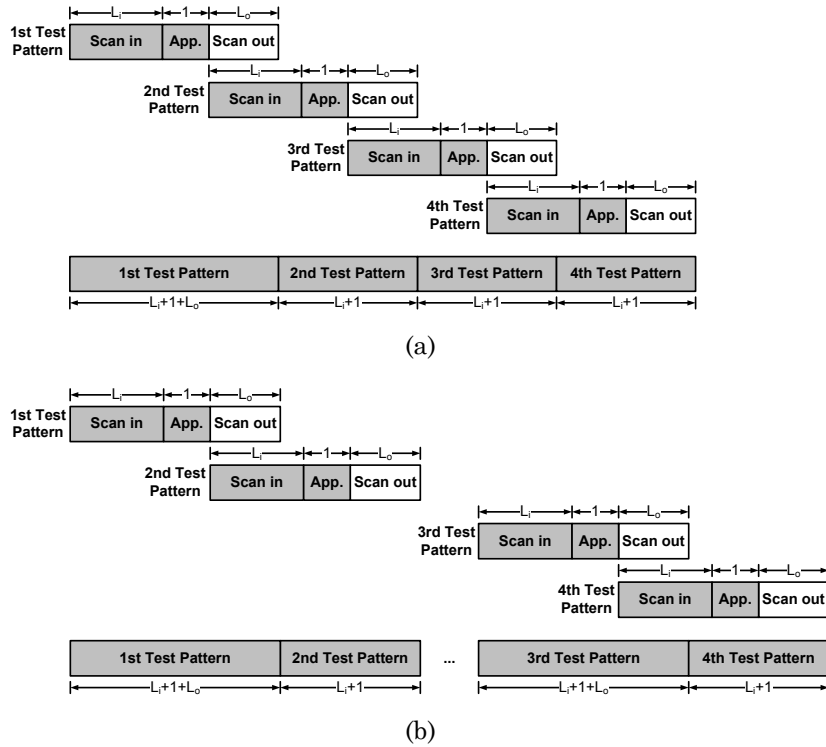 Lᵢ 1 Lₒ
1st Test Pattern Scan in App. Scan out
Lᵢ 1 Lₒ
2nd Test Pattern Scan in App. Scan out
Lᵢ 1 Lₒ
3rd Test Pattern Scan in App. Scan out
Lᵢ 1 Lₒ
4th Test Pattern Scan in App. Scan out
1st Test Pattern 2nd Test Pattern 3rd Test Pattern 4th Test Pattern
Lᵢ+1+Lₒ Lᵢ+1 Lᵢ+1 Lᵢ+1
(a)
Lᵢ 1 Lₒ
1st Test Pattern Scan in App. Scan out
Lᵢ 1 Lₒ
2nd Test Pattern Scan in App. Scan out
Lᵢ 1 Lₒ
3rd Test Pattern Scan in App. Scan out
Lᵢ 1 Lₒ
4th Test Pattern Scan in App. Scan out
1st Test Pattern 2nd Test Pattern ... 3rd Test Pattern 4th Test Pattern
Lᵢ+1+Lₒ Lᵢ+1 Lᵢ+1+Lₒ Lᵢ+1
(b)